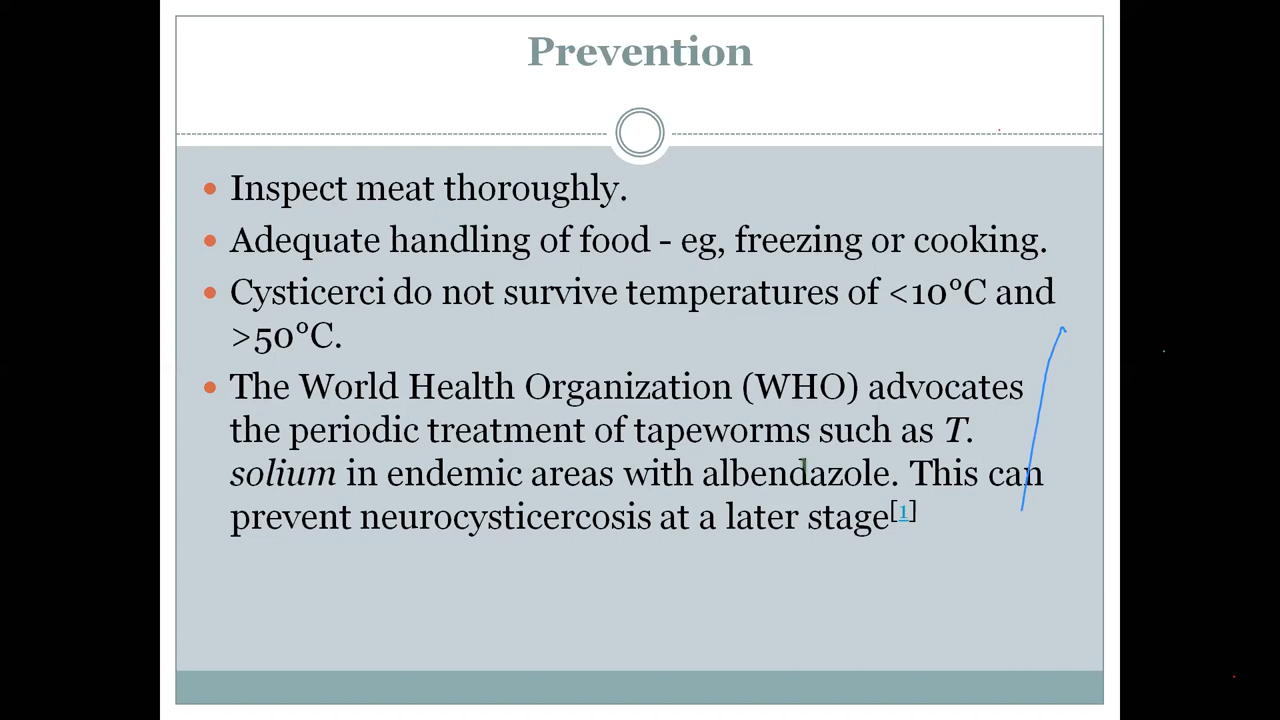 Prevention
• Inspect meat thoroughly.
• Adequate handling of food - eg, freezing or cooking.
• Cysticerci do not survive temperatures of <10°C and
>50°C.
• The World Health Organization (WHO) advocates
the periodic treatment of tapeworms such as T.
solium in endemic areas with albendazole. This can
prevent neurocysticercosis at a later stage[1]